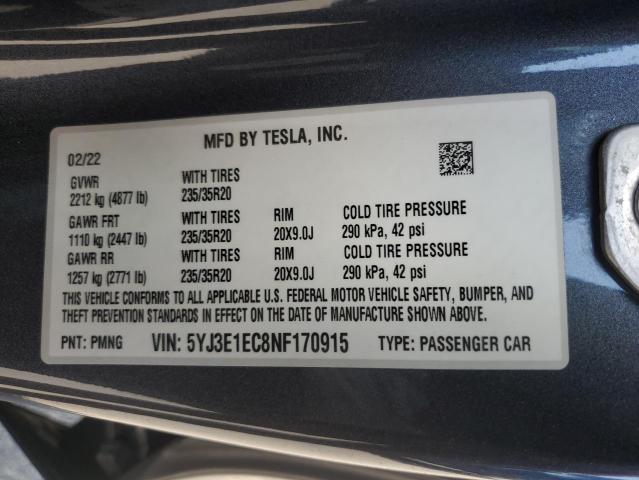 MFD BY TESLA, INC.
02/22
GVWR WITH TIRES
2212 kg (4877 lb) 235/35R20
GAWR FRT WITH TIRES RIM COLD TIRE PRESSURE
1110 kg (2447 lb) 235/35R20 20X9.0J 290 kPa, 42 psi
GAWR RR WITH TIRES RIM COLD TIRE PRESSURE
1257 kg (2771 lb) 235/35R20 20X9.0J 290 kPa, 42 psi
THIS VEHICLE CONFORMS TO ALL APPLICABLE U.S. FEDERAL MOTOR VEHICLE SAFETY, BUMPER, AND
THEFT PREVENTION STANDARDS IN EFFECT ON THE DATE OF MANUFACTURE SHOWN ABOVE.
PNT: PMNG VIN: 5YJ3E1EC8NF170915 TYPE: PASSENGER CAR